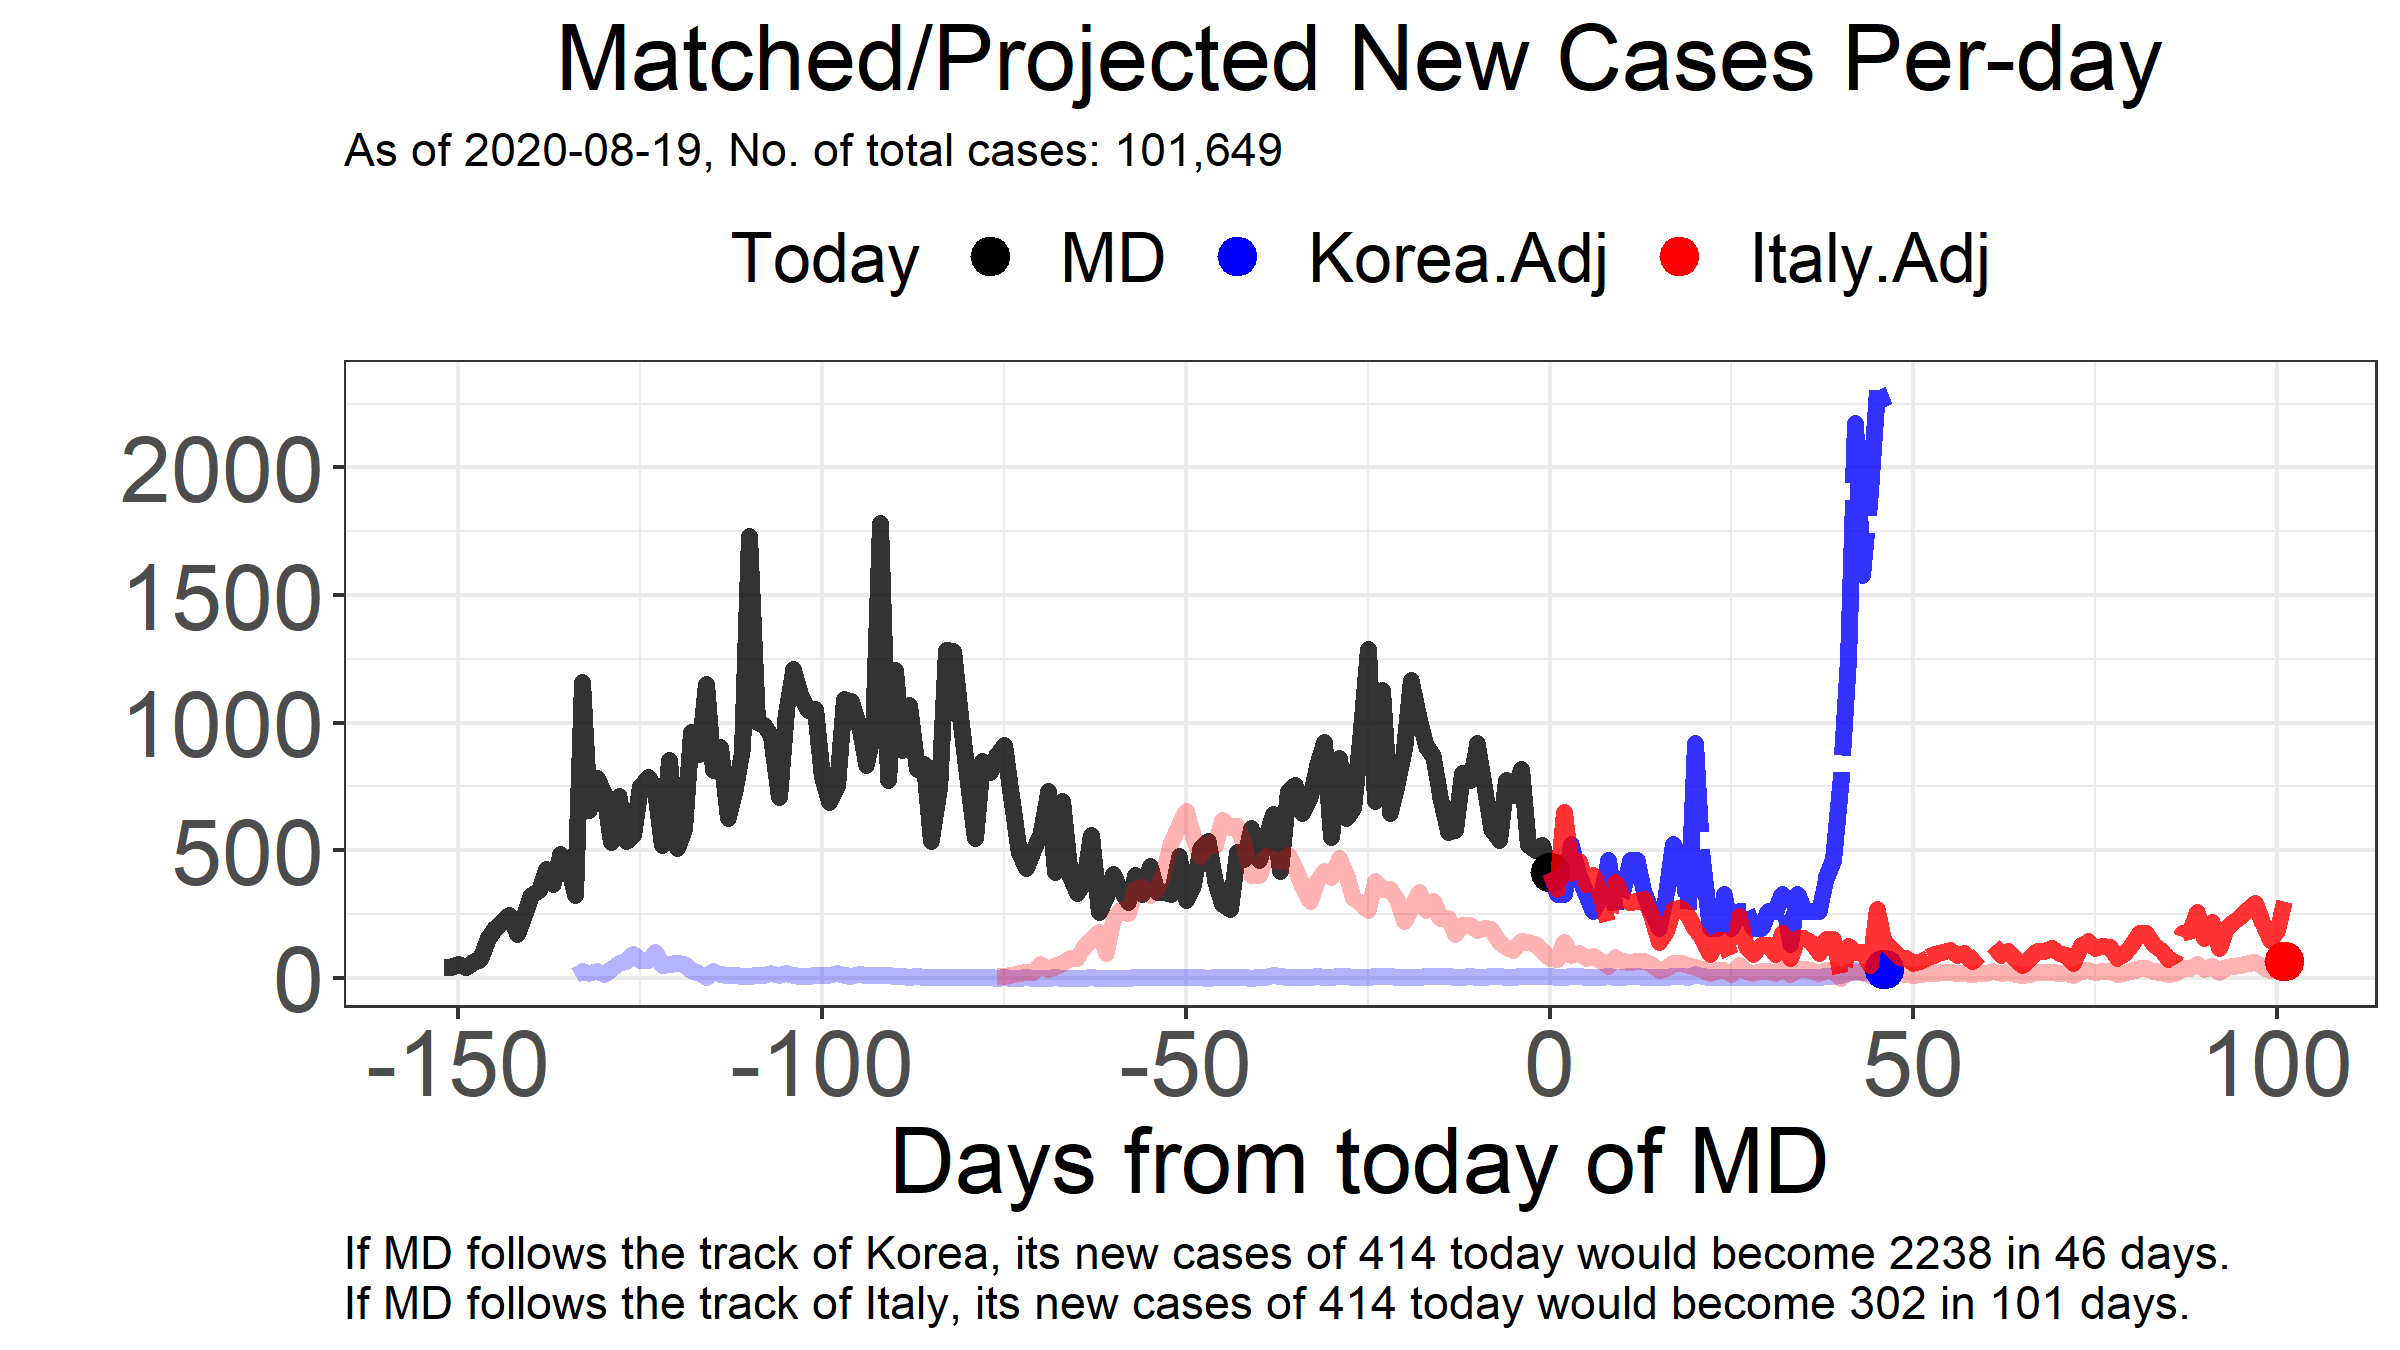 Matched/Projected New Cases Per-day
As of 2020-08-19, No. of total cases: 101,649
Today MD Korea.Adj Italy.Adj
2000
1500
1000
500
0
-150 -100 -50 0 50 100
Days from today of MD
If MD follows the track of Korea, its new cases of 414 today would become 2238 in 46 days.
If MD follows the track of Italy, its new cases of 414 today would become 302 in 101 days.